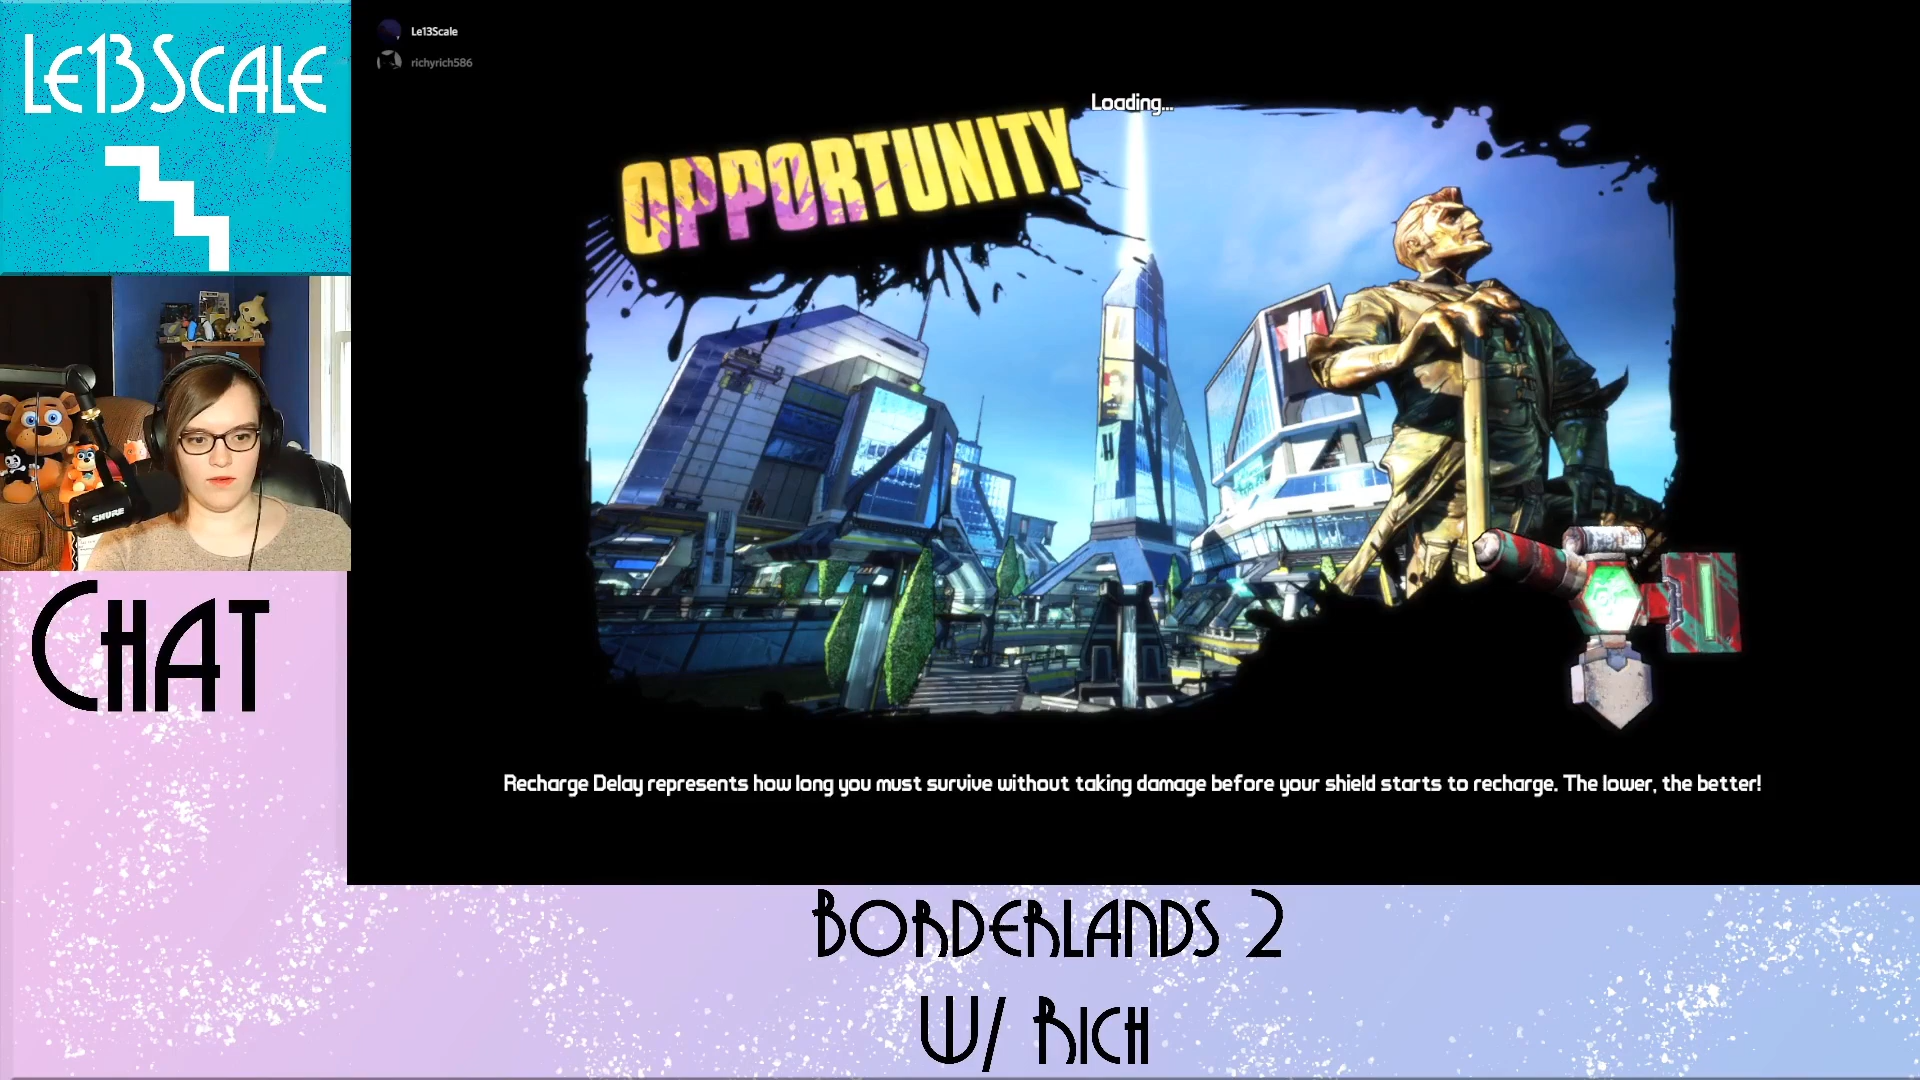 Le13Scale
Le13Scale
richyrich586
Loading...
OPPORTUNITY
H
H
SHURE
Chat
Recharge Delay represents how long you must survive without taking damage before your shield starts to recharge. The lower, the better!
Borderlands 2
W/ Rich